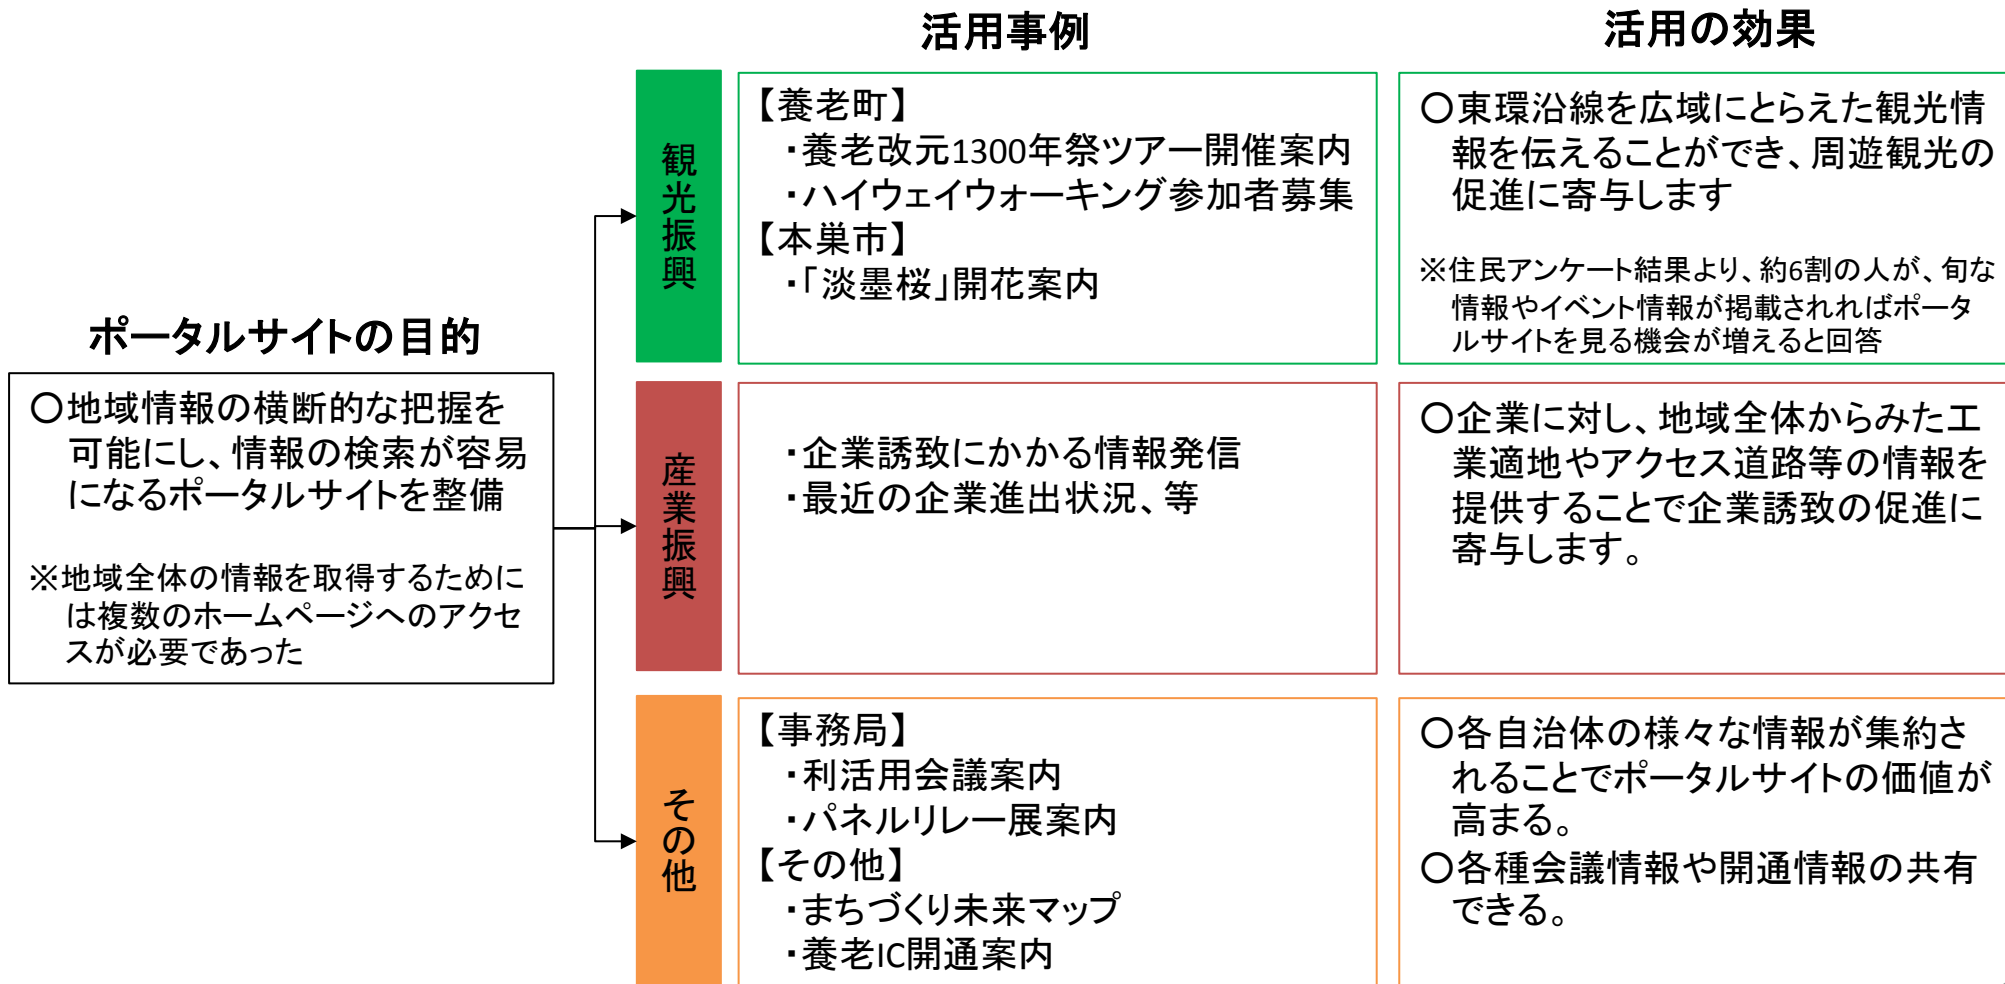 活用事例
活用の効果
ポータルサイトの目的
〇地域情報の横断的な把握を
可能にし、情報の検索が容易
になるポータルサイトを整備
※地域全体の情報を取得するために
は複数のホームページへのアクセ
スが必要であった
観光振興
【養老町】
・養老改元1300年祭ツアー開催案内
・ハイウェイウォーキング参加者募集
【本巣市】
・「淡墨桜」開花案内
〇東環沿線を広域にとらえた観光情
報を伝えることができ、周遊観光の
促進に寄与します
※住民アンケート結果より、約6割の人が、旬な
情報やイベント情報が掲載されればポータ
ルサイトを見る機会が増えると回答
産業振興
・企業誘致にかかる情報発信
・最近の企業進出状況、等
〇企業に対し、地域全体からみた工
業適地やアクセス道路等の情報を
提供することで企業誘致の促進に
寄与します。
その他
【事務局】
・利活用会議案内
・パネルリレー展案内
【その他】
・まちづくり未来マップ
・養老IC開通案内
〇各自治体の様々な情報が集約さ
れることでポータルサイトの価値が
高まる。
〇各種会議情報や開通情報の共有
できる。